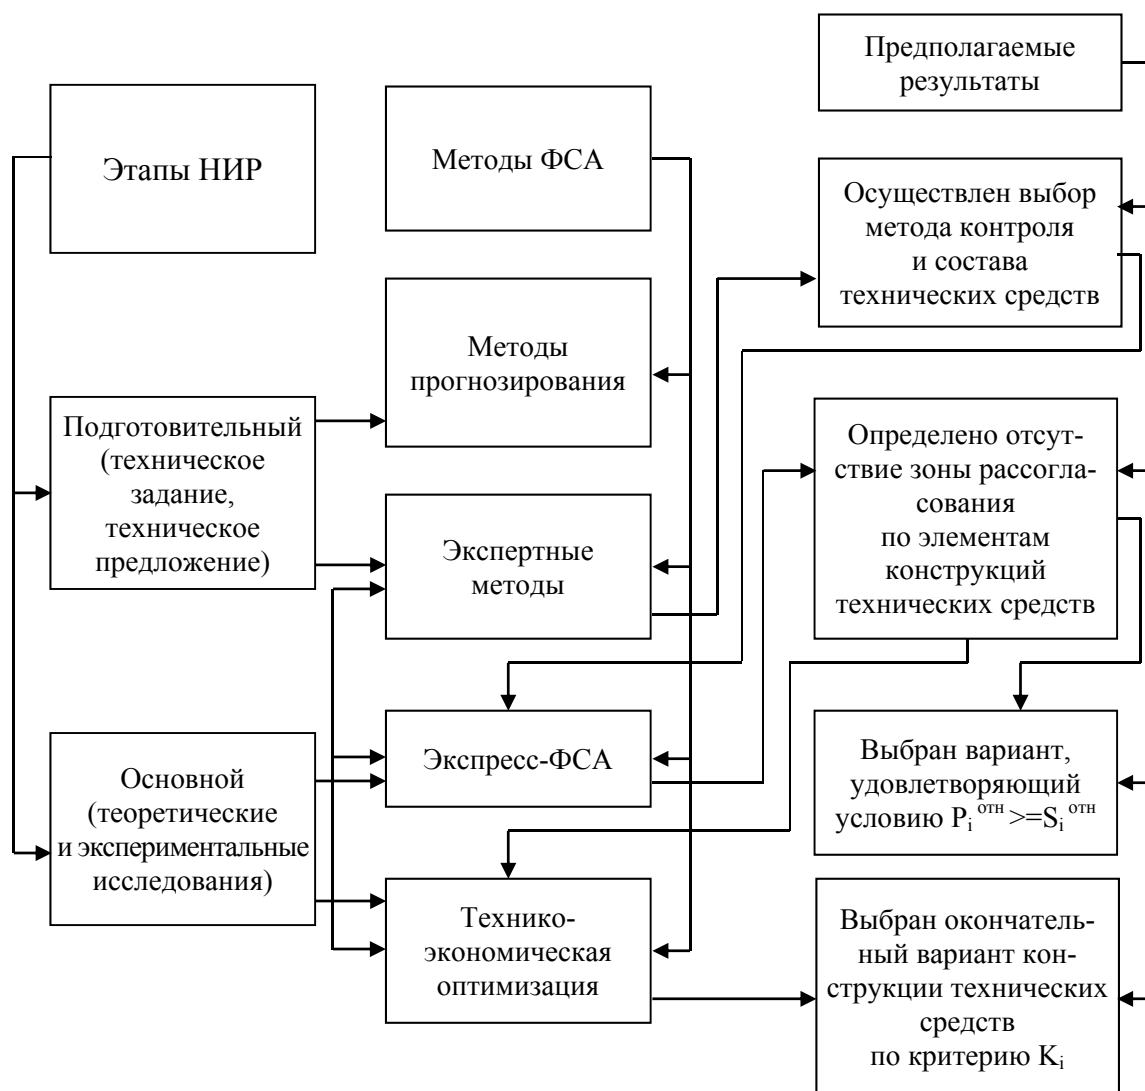 Этапы НИР
Подготовительный
(техническое
задание,
техническое
предложение)
Основной
(теоретические
и экспериментальные
исследования)
Методы ФСА
Методы
прогнозирования
Экспертные
методы
Экспресс-ФСА
Технико-
экономическая
оптимизация
Предполагаемые
результаты
Осуществлен выбор
метода контроля
и состава
технических средств
Определено отсут-
ствие зоны рассогла-
сования
по элементам
конструкций
технических средств
Выбран вариант,
удовлетворяющий
условию Pᵢ ᵒᵗⁿ >=Sᵢ ᵒᵗⁿ
Выбран окончатель-
ный вариант кон-
струкции технических
средств
по критерию Kᵢ